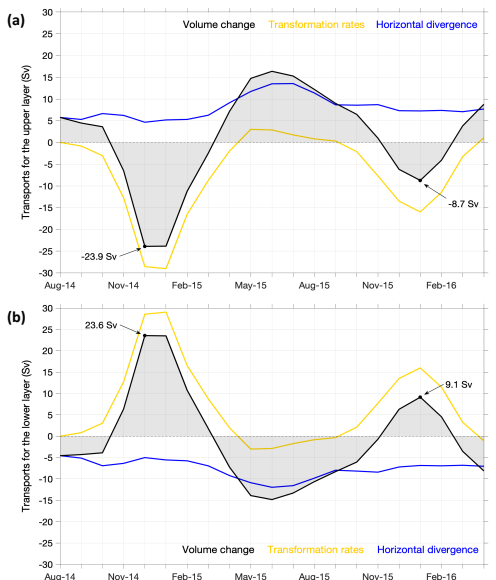 (a)
Volume change Transformation rates Horizontal divergence
Transports for the upper layer (Sv)
30
25
20
15
10
5
0
-5
-10
-15
-20
-25
-30
-23.9 Sv
-8.7 Sv
Aug-14 Nov-14 Feb-15 May-15 Aug-15 Nov-15 Feb-16
(b)
Transports for the lower layer (Sv)
30
25
20
15
10
5
0
-5
-10
-15
-20
-25
-30
23.6 Sv
9.1 Sv
Volume change Transformation rates Horizontal divergence
Aug-14 Nov-14 Feb-15 May-15 Aug-15 Nov-15 Feb-16